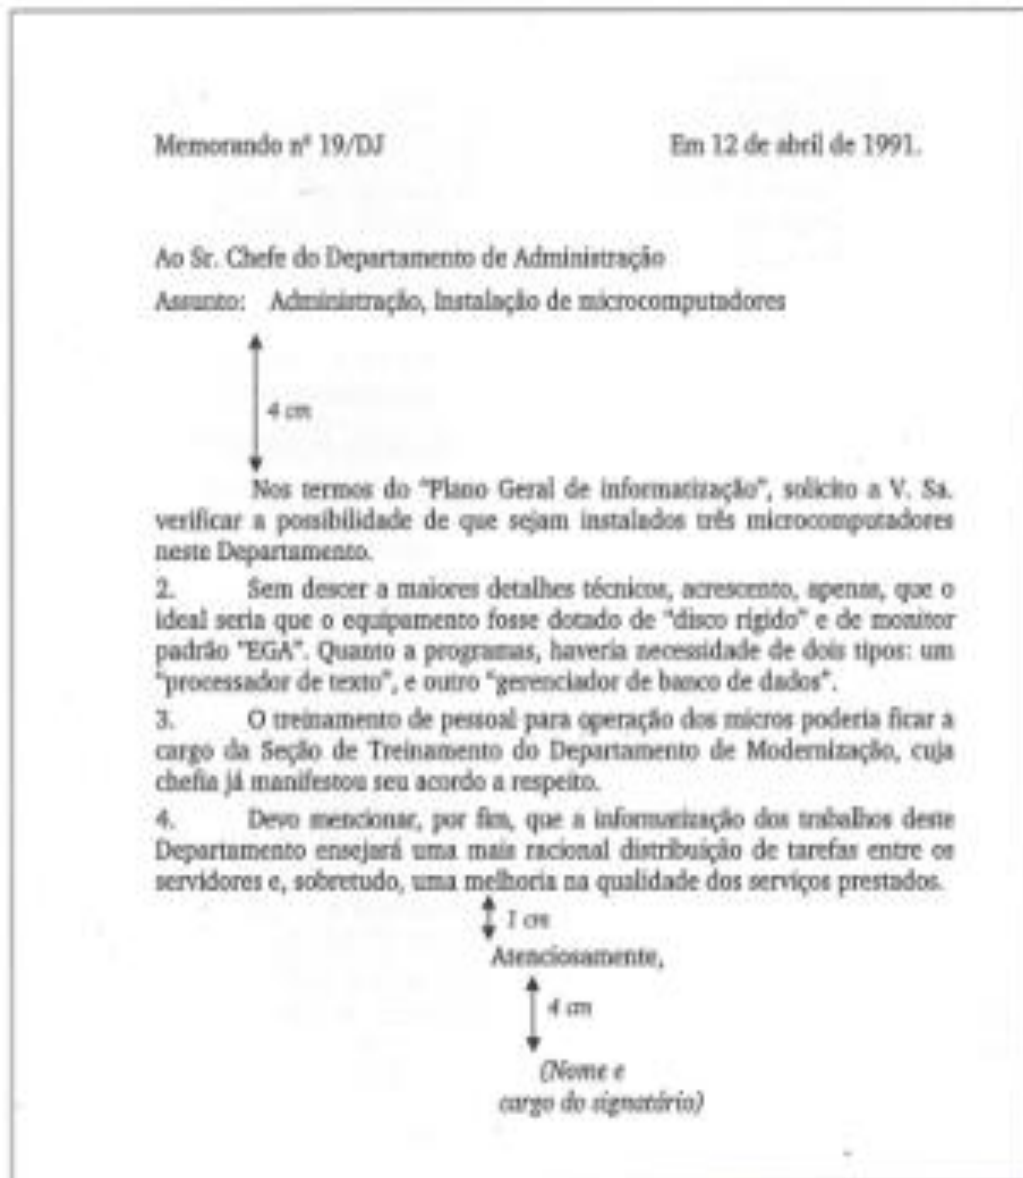 Memorando nº 19/DJ Em 12 de abril de 1991.
Ao Sr. Chefe do Departamento de Administração
Assunto: Administração, Instalação de microcomputadores
4 cm
Nos termos do "Plano Geral de informatização", solicito a V. Sa.
verificar a possibilidade de que sejam instalados três microcomputadores
neste Departamento.
2. Sem descer a maiores detalhes técnicos, acrescento, apenas, que o
ideal seria que o equipamento fosse dotado de "disco rígido" e de monitor
padrão "EGA". Quanto a programas, haveria necessidade de dois tipos: um
"processador de texto", e outro "gerenciador de banco de dados".
3. O treinamento de pessoal para operação dos micros poderia ficar a
cargo da Seção de Treinamento do Departamento de Modernização, cuja
chefia já manifestou seu acordo a respeito.
4. Devo mencionar, por fim, que a informatização dos trabalhos deste
Departamento ensejará uma mais racional distribuição de tarefas entre os
servidores e, sobretudo, uma melhoria na qualidade dos serviços prestados.
1 cm
Atenciosamente,
4 cm
(Nome e
cargo do signatário)